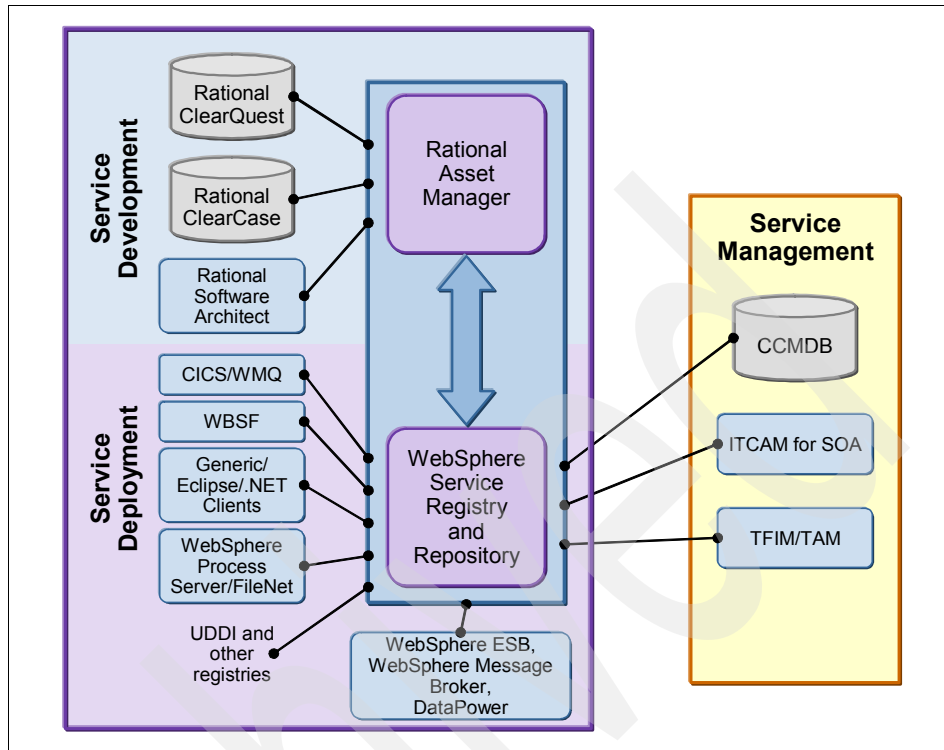 Service
Development
Rational
ClearQuest
Rational
ClearCase
Rational
Software
Architect
Rational
Asset
Manager
Service
Deployment
CICS/WMQ
WBSF
Generic/
Eclipse/.NET
Clients
WebSphere
Process
Server/FileNet
UDDI and
other
registries
WebSphere
Service
Registry
and
Repository
WebSphere ESB,
WebSphere Message
Broker,
DataPower
Service
Management
CCMDB
ITCAM for SOA
TFIM/TAM